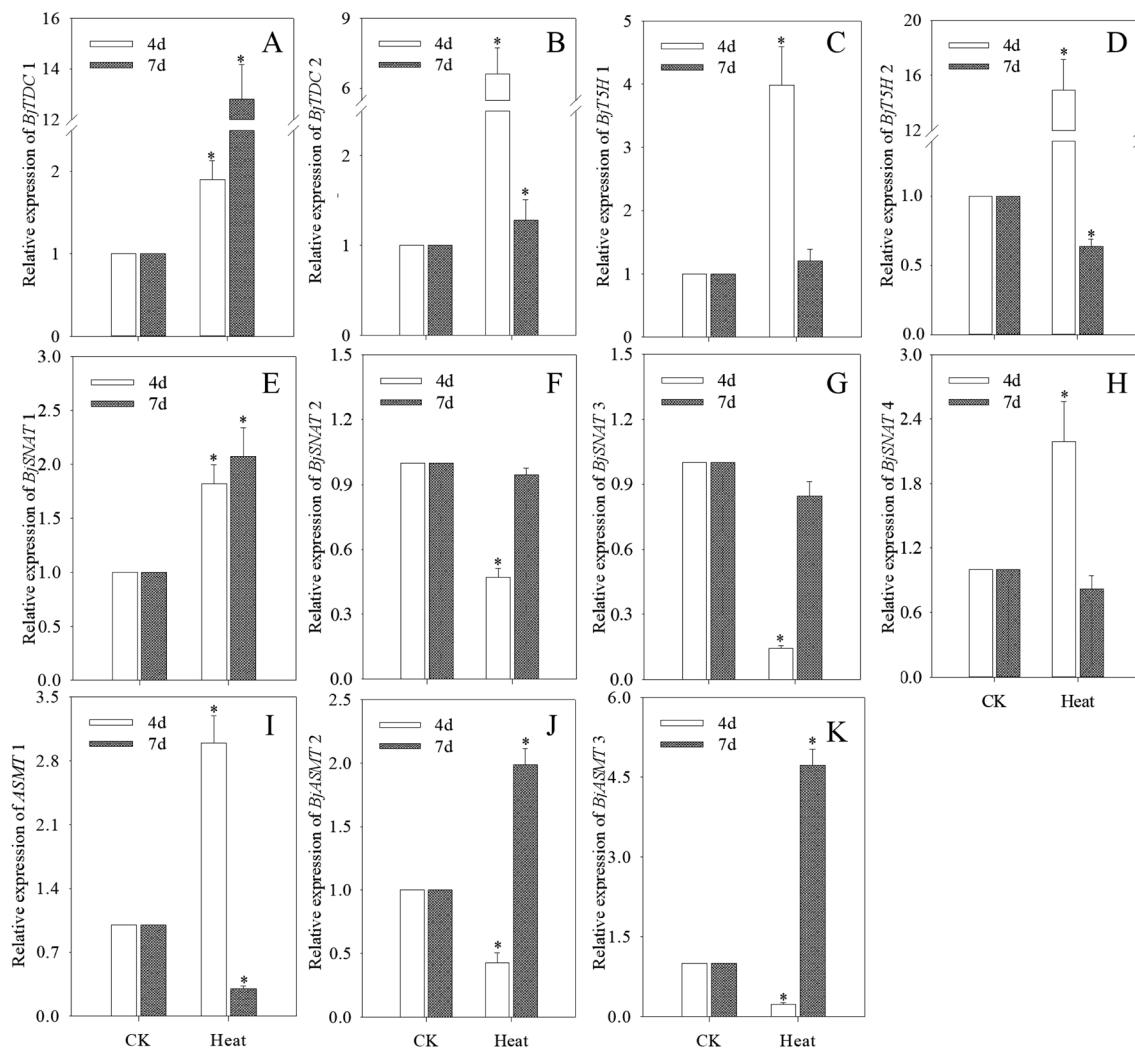 Relative expression of BjTDC 1
16
14
12
2
1
0
4d
7d
A
*
*
Relative expression of BjTDC 2
9
6
2
1
0
4d
7d
B
*
*
Relative expression of BjT5H 1
5
4
2
1
0
4d
7d
C
*
Relative expression of BjT5H 2
20
15
12
1.0
0.5
0.0
4d
7d
D
*
*
Relative expression of BjSNAT 1
3.0
2.5
2.0
1.5
1.0
0.5
0.0
4d
7d
E
*
*
Relative expression of BjSNAT 2
1.5
1.2
0.9
0.6
0.3
0.0
4d
7d
F
*
Relative expression of BjSNAT 3
1.5
1.2
0.9
0.6
0.3
0.0
4d
7d
G
*
Relative expression of BjSNAT 4
3.0
2.4
1.8
1.2
0.6
0.0
4d
7d
H
*
CK Heat
Relative expression of ASMT 1
3.5
2.8
2.1
1.4
0.7
0.0
4d
7d
I
*
*
CK Heat
Relative expression of BjASMT 2
2.5
2.0
1.5
1.0
0.5
0.0
4d
7d
J
*
*
CK Heat
Relative expression of BjASMT 3
6.0
4.5
3.0
1.5
0.0
4d
7d
K
*
*
CK Heat